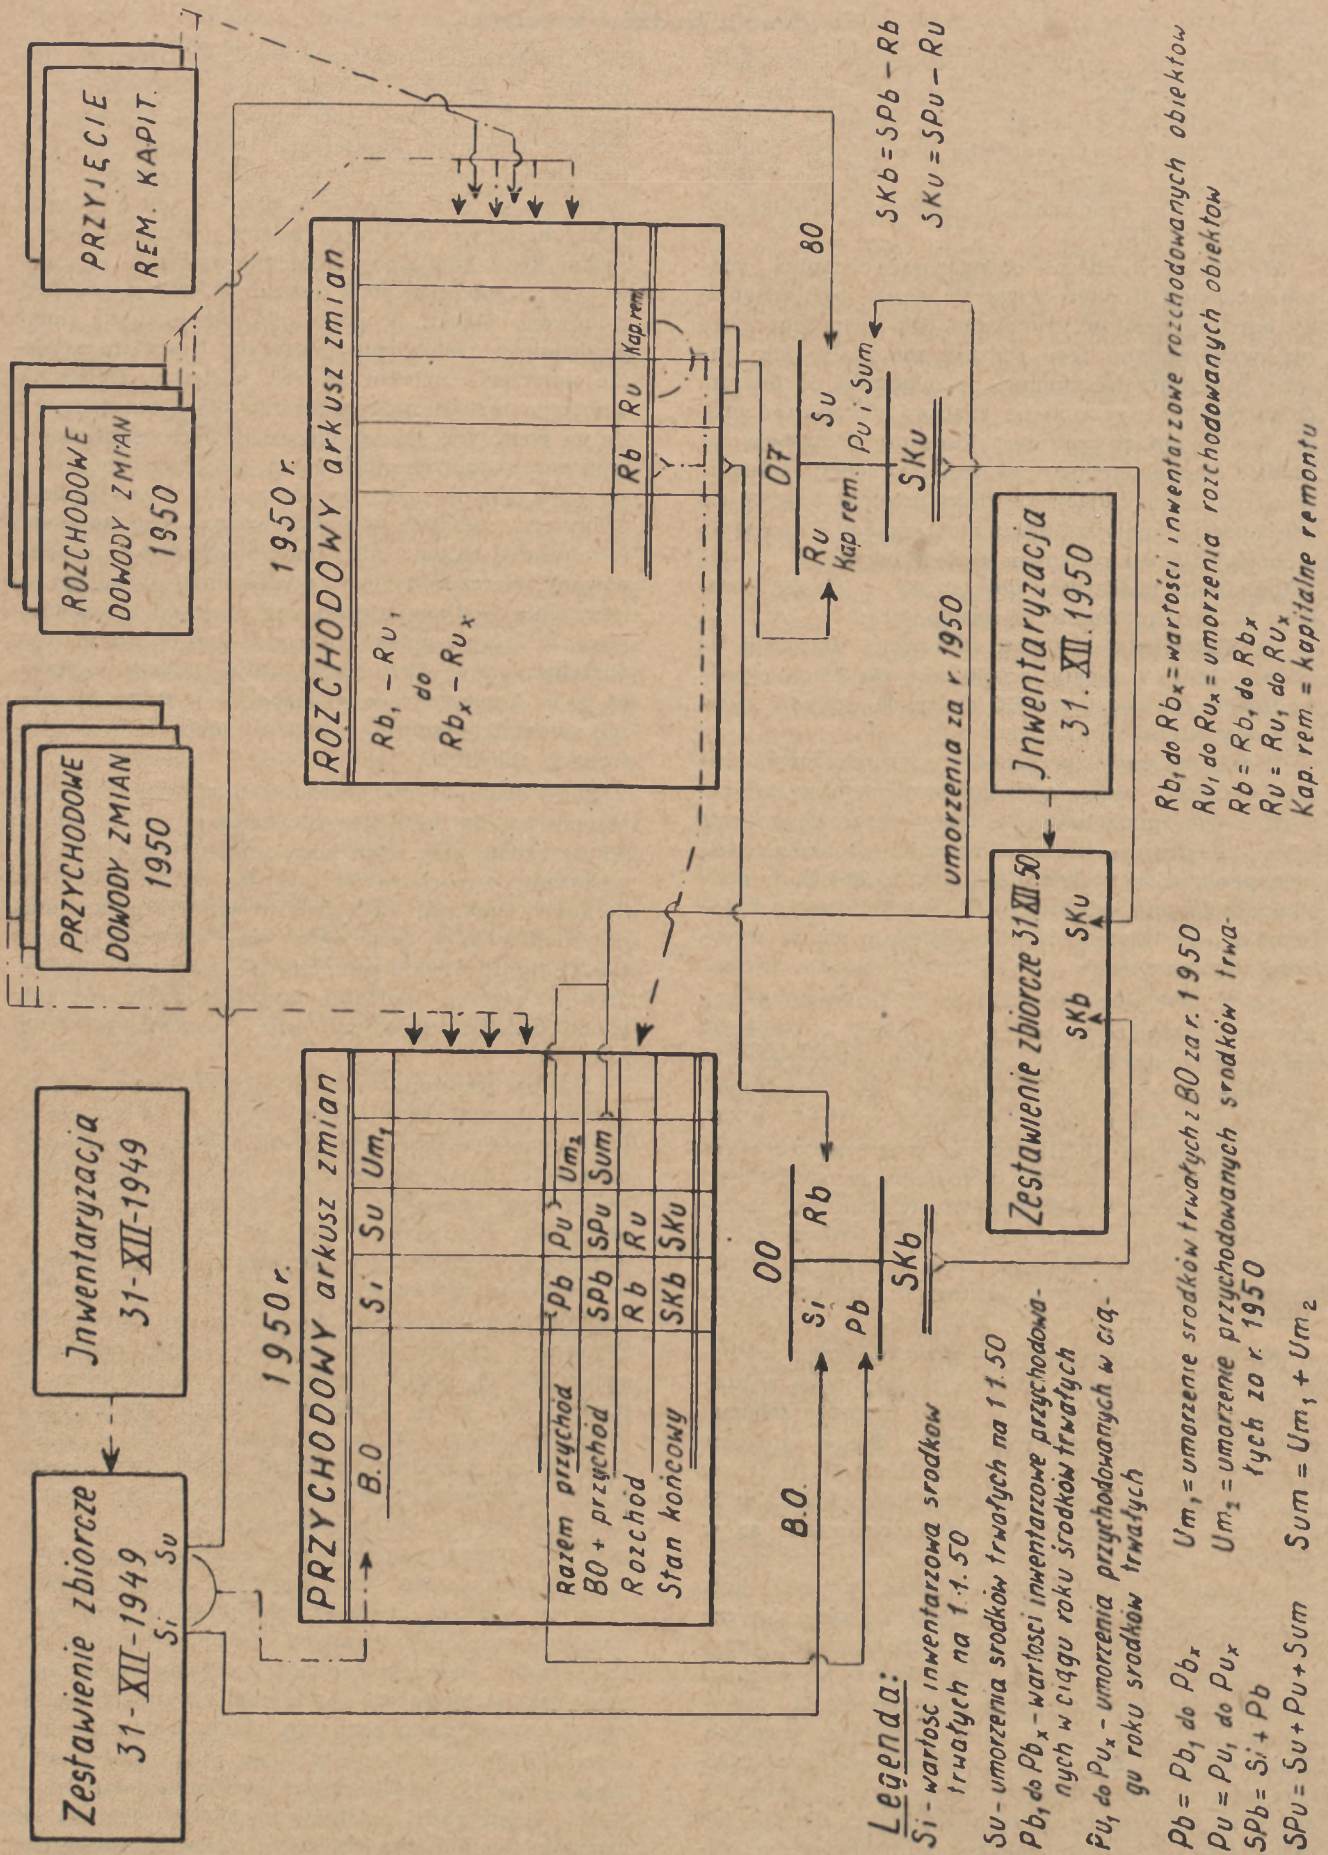 Zestawienie zbiorcze
31-XII-1949
Si Su
Jnwentaryzacja
31-XII-1949
PRZYCHODOWE
DOWODY ZMIAN
1950
ROZCHODOWE
DOWODY ZMIAN
1950
PRZYJĘCIE
REM. KAPIT.
1950 r.
PRZYCHODOWY arkusz zmian
B.O Si Su Um₁
Razem przychód Pb Pu Um₂
BO + przychód SPb SPu Sum
Rozchód Rb Ru
Stan końcowy SKb SKu
1950 r.
ROZCHODOWY arkusz zmian
Rb₁ - Ru₁
do
Rbₓ - Ruₓ
Rb Ru Kap.rem
B.O.
00
Si Rb
Pb
SKb
07
Ru Su
Kap rem. Pu i Sum
SKu
80
SKb = SPb - Rb
SKu = SPu - Ru
umorzenia za r. 1950
Zestawienie zbiorcze 31 XII 50
SKb SKu
Jnwentaryzacja
31. XII. 1950
Legenda:
Si - wartość inwentarzowa srodkow
trwałych na 1.1.50
Su - umorzenia srodków trwałych na 1 1.50
Pb₁ do Pbₓ - wartosci inwentarzowe przychodowa-
nych w ciągu roku środków trwałych
Pu₁ do Puₓ - umorzenia przychodowanych w cią-
gu roku srodków trwałych
Pb = Pb₁ do Pbₓ
Pu = Pu₁ do Puₓ
SPb = Si + Pb
SPu = Su + Pu + Sum
Um₁ = umorzenie srodków trwałych z BO za r. 1950
Um₂ = umorzenie przychodowanych srodków trwa-
łych za r. 1950
Sum = Um₁ + Um₂
Rb₁ do Rbₓ = wartości inwentarzowe rozchodowanych obiektow
Ru₁ do Ruₓ = umorzenia rozchodowanych obiektow
Rb = Rb₁ do Rbₓ
Ru = Ru₁ do Ruₓ
Kap. rem. = kapitalne remontu